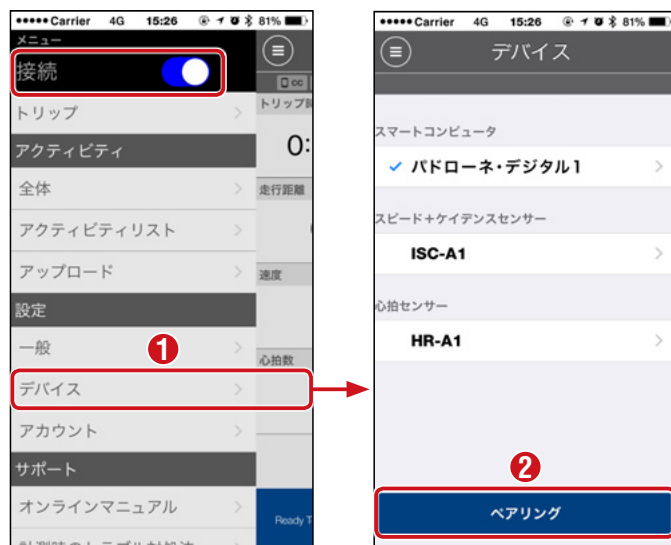 Carrier 4G 15:26 81%
メニュー
接続
トリップ
アクティビティ
全体
アクティビティリスト
アップロード
設定
一般
1
デバイス
アカウント
サポート
オンラインマニュアル
cc
トリップ
0:
走行距離
速度
心拍数
Ready
Carrier 4G 15:26 81%
デバイス
スマートコンピュータ
パドローネ・デジタル1
スピード+ケイデンスセンサー
ISC-A1
心拍センサー
HR-A1
2
ペアリング